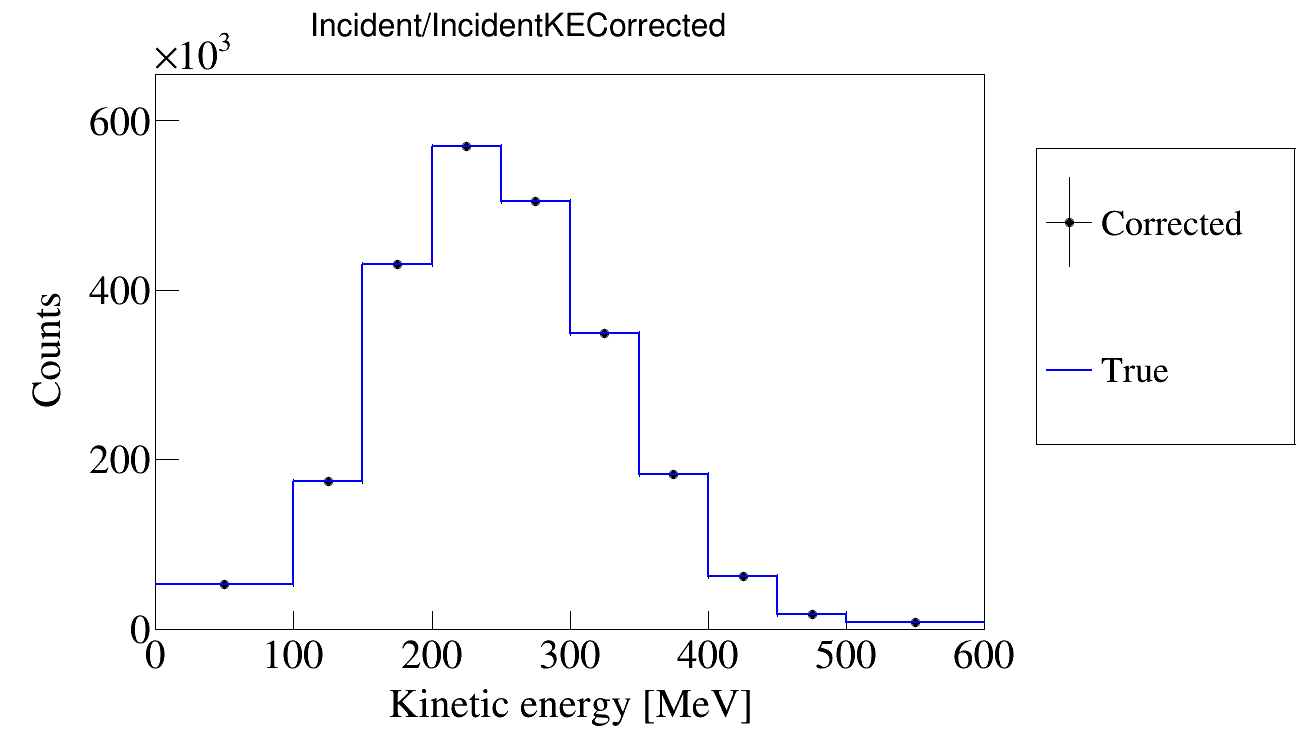 Incident/IncidentKECorrected
×10³
600
400
200
0
0 100 200 300 400 500 600
Counts
Kinetic energy [MeV]
Corrected
True